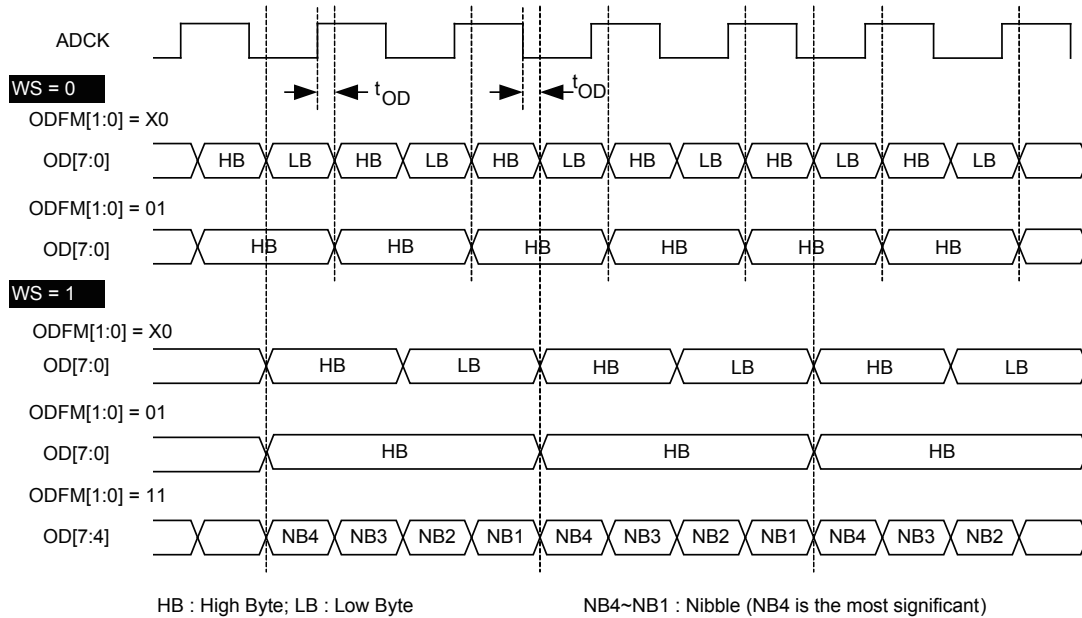 ADCK
WS = 0
t_OD t_OD
ODFM[1:0] = X0
OD[7:0] HB LB HB LB HB LB HB LB HB LB HB LB
ODFM[1:0] = 01
OD[7:0] HB HB HB HB HB HB
WS = 1
ODFM[1:0] = X0
OD[7:0] HB LB HB LB HB LB
ODFM[1:0] = 01
OD[7:0] HB HB HB
ODFM[1:0] = 11
OD[7:4] NB4 NB3 NB2 NB1 NB4 NB3 NB2 NB1 NB4 NB3 NB2
HB : High Byte; LB : Low Byte NB4~NB1 : Nibble (NB4 is the most significant)